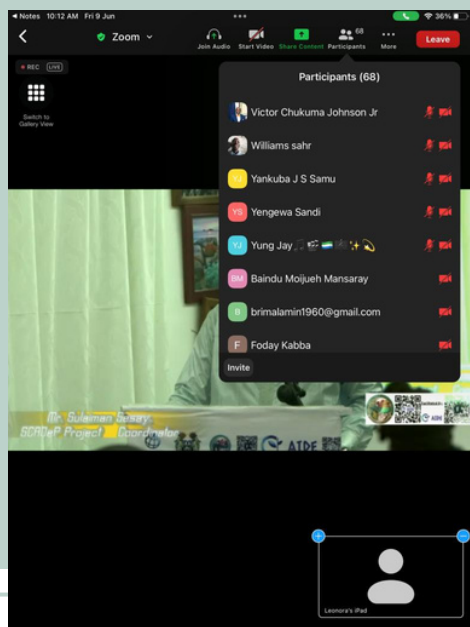 Notes 10:12 AM Fri 9 Jun
36%
Zoom
Join Audio Start Video Share Content Participants 68 More Leave
REC LIVE
Switch to
Gallery View
Participants (68)
Victor Chukuma Johnson Jr
Williams sahr
YJ Yankuba J S Samu
YS Yengewa Sandi
YJ Yung Jay
BM Baindu Moijueh Mansaray
B brimalamin1960@gmail.com
F Foday Kabba
Invite
Mr. Sulaiman
Project Coordinator
AIDE
Leonora's iPad